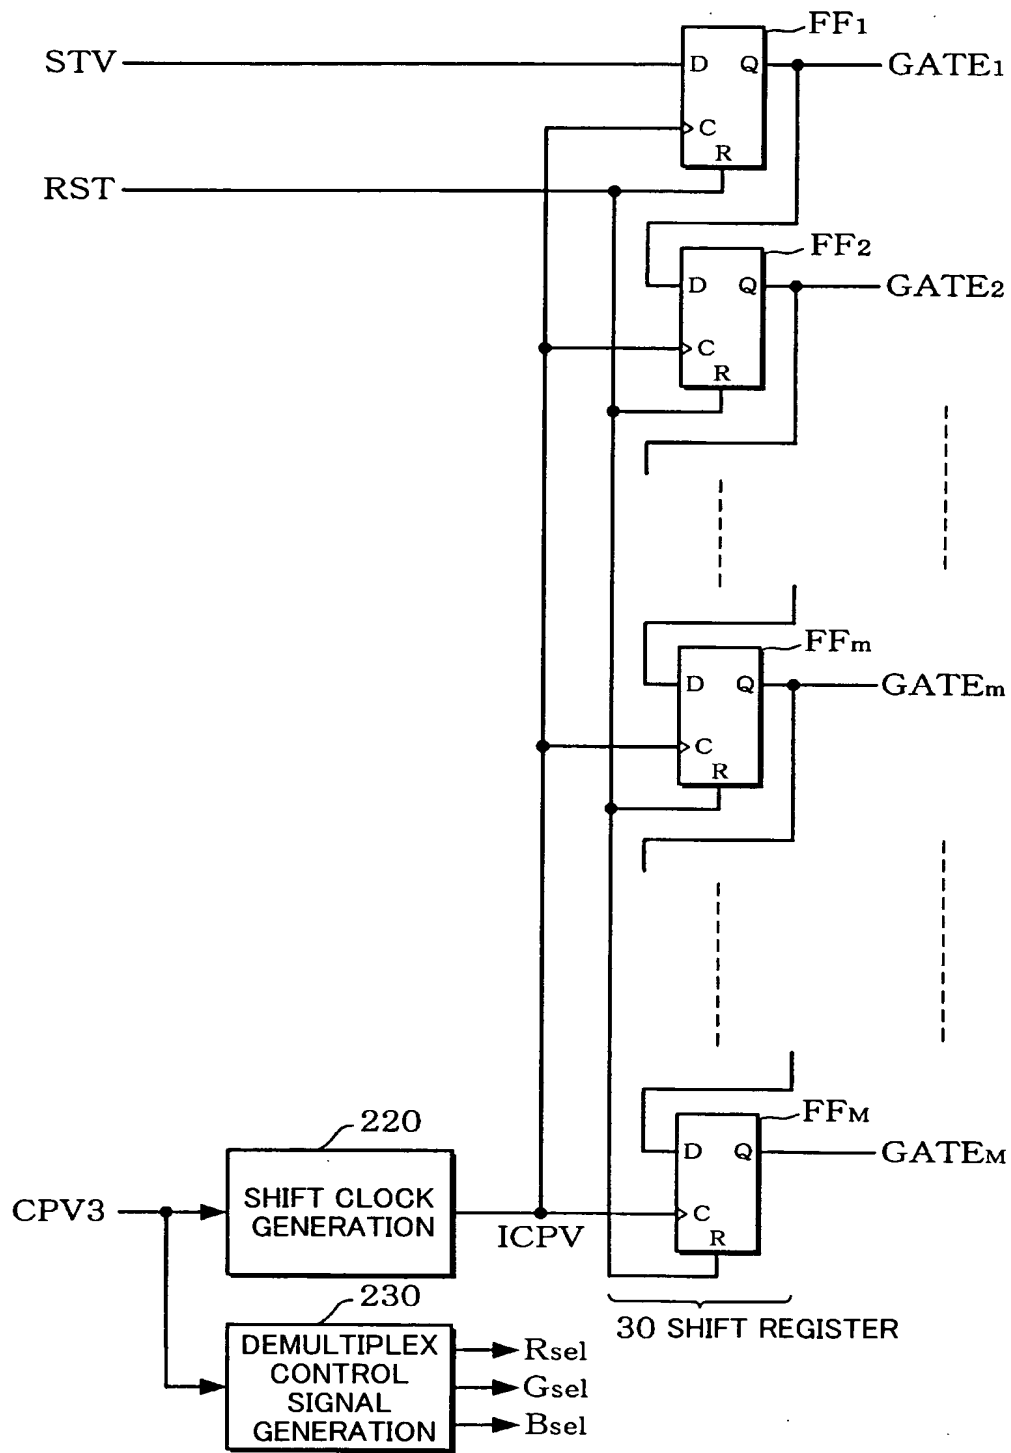 FF1
STV
D
Q
GATE1
C
R
RST
FF2
D
Q
GATE2
C
R
FFm
D
Q
GATEm
C
R
FFM
D
Q
GATEM
C
R
220
CPV3
SHIFT CLOCK
GENERATION
ICPV
230
30 SHIFT REGISTER
DEMULTIPLEX
CONTROL
SIGNAL
GENERATION
Rsel
Gsel
Bsel